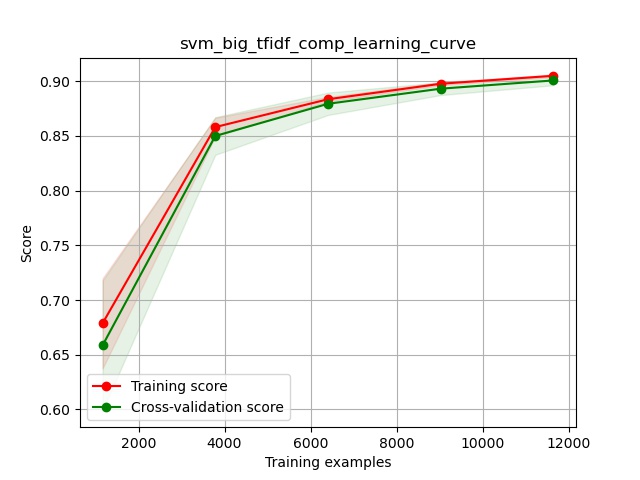 svm_big_tfidf_comp_learning_curve
Score
0.90
0.85
0.80
0.75
0.70
0.65
0.60
Training score
Cross-validation score
2000 4000 6000 8000 10000 12000
Training examples